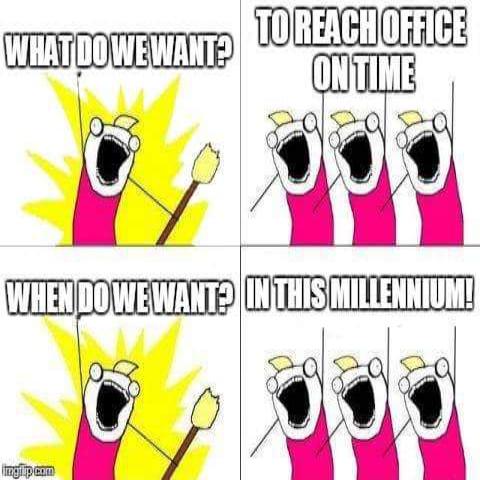 WHAT DO WE WANT?
TO REACH OFFICE
ON TIME
WHEN DO WE WANT?
IN THIS MILLENNIUM!
imgflip.com